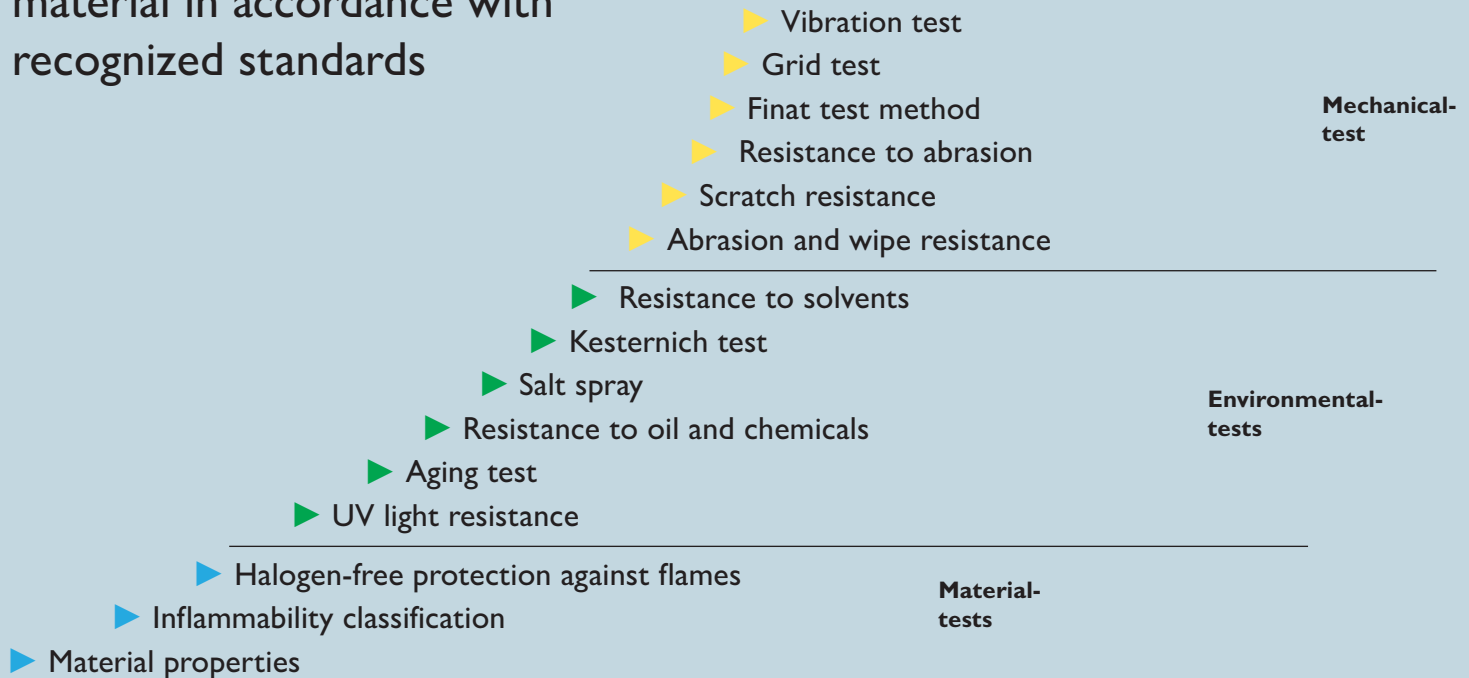 material in accordance with
recognized standards
Vibration test
Grid test
Finat test method
Resistance to abrasion
Scratch resistance
Abrasion and wipe resistance
Mechanical-
test
Resistance to solvents
Kesternich test
Salt spray
Resistance to oil and chemicals
Aging test
UV light resistance
Environmental-
tests
Halogen-free protection against flames
Inflammability classification
Material properties
Material-
tests